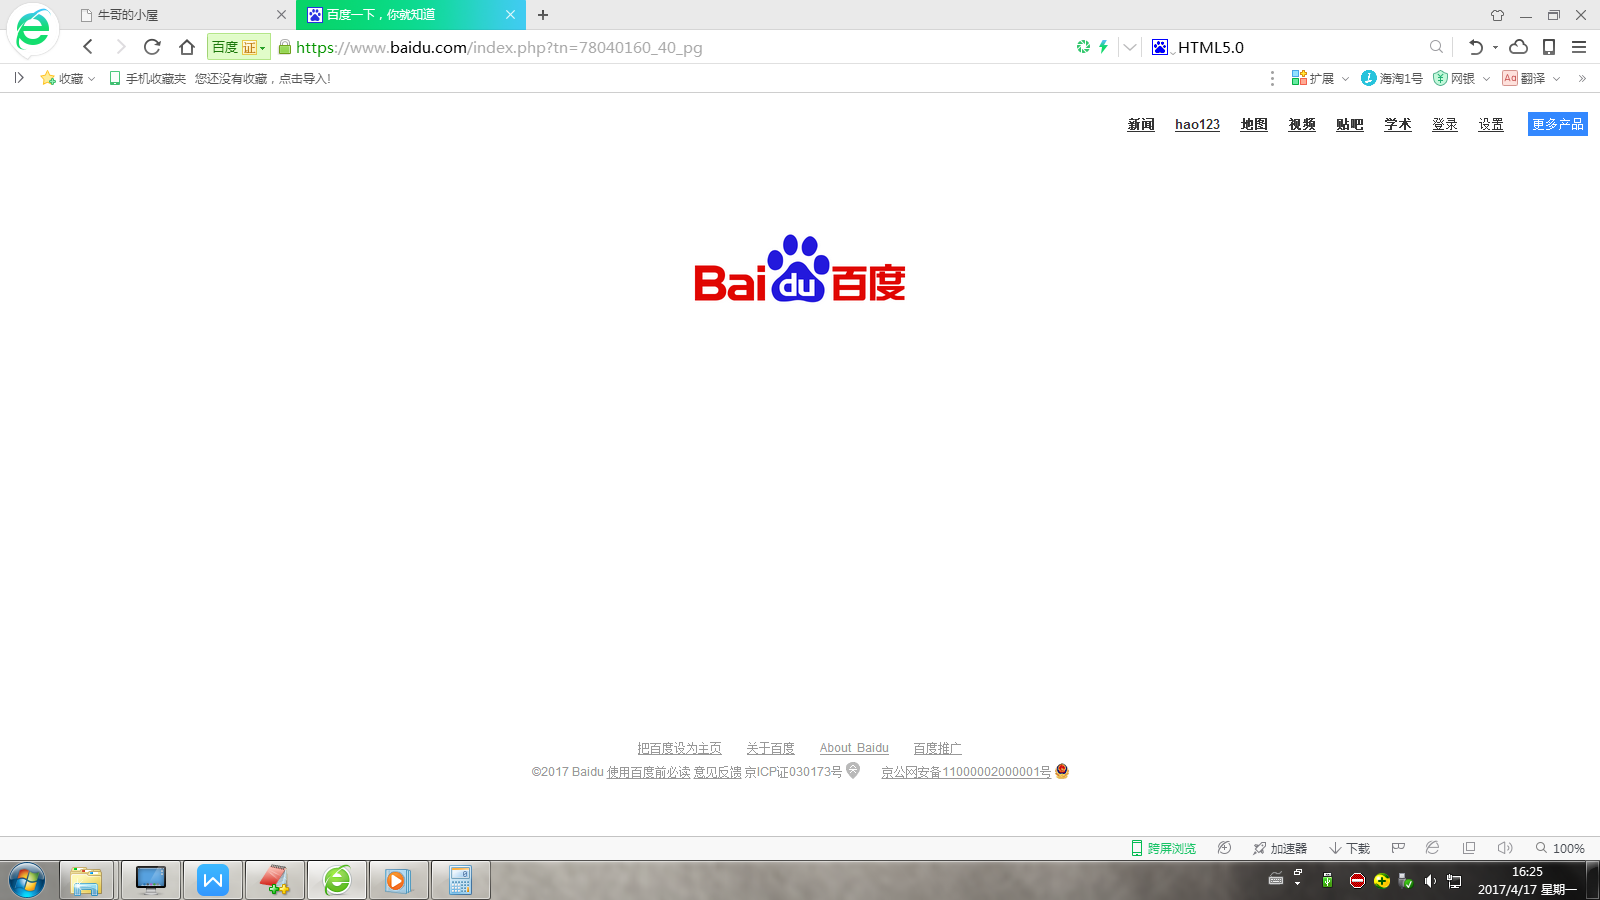 牛哥的小屋
百度一下，你就知道
百度 证
https://www.baidu.com/index.php?tn=78040160_40_pg
HTML5.0
收藏
手机收藏夹
您还没有收藏，点击导入!
扩展
海淘1号
网银
Aa 翻译
新闻 hao123 地图 视频 贴吧 学术 登录 设置 更多产品
Bai du 百度
把百度设为主页 关于百度 About Baidu 百度推广
©2017 Baidu 使用百度前必读 意见反馈 京ICP证030173号 京公网安备11000002000001号
跨屏浏览 加速器 下载 100%
16:25
2017/4/17 星期一